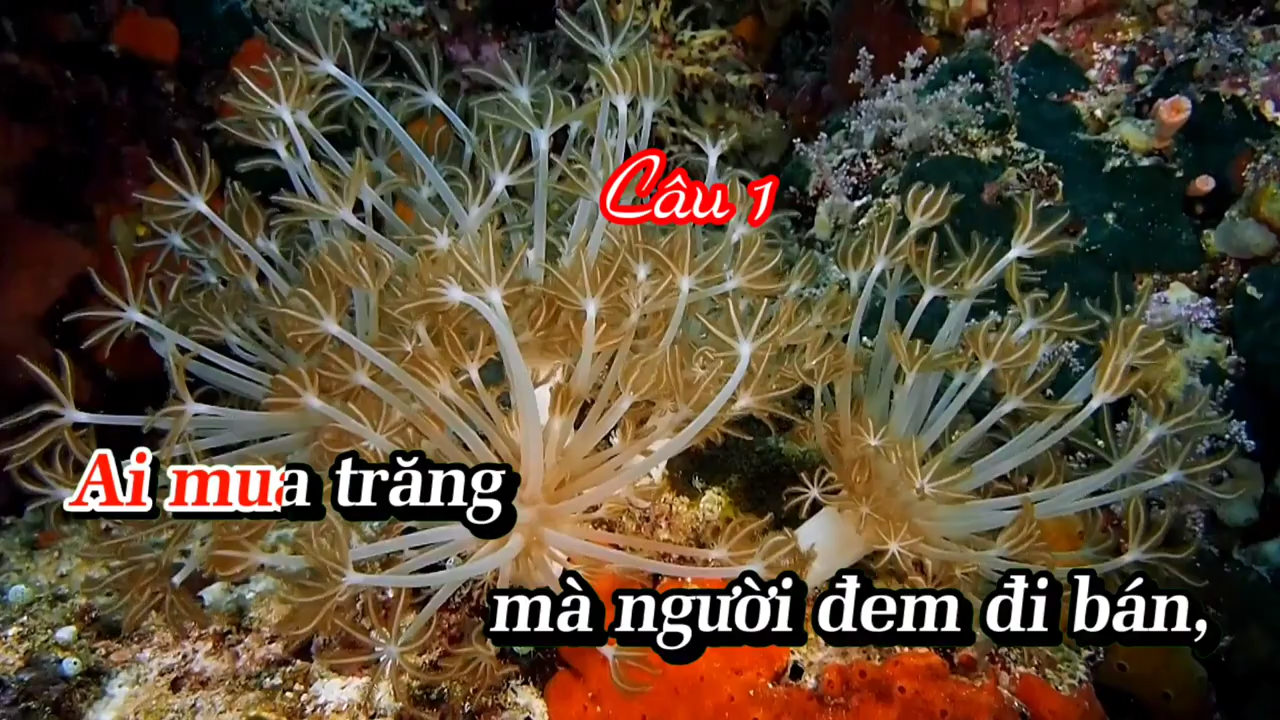 Câu 1
Ai mua trăng
mà người đem đi bán,